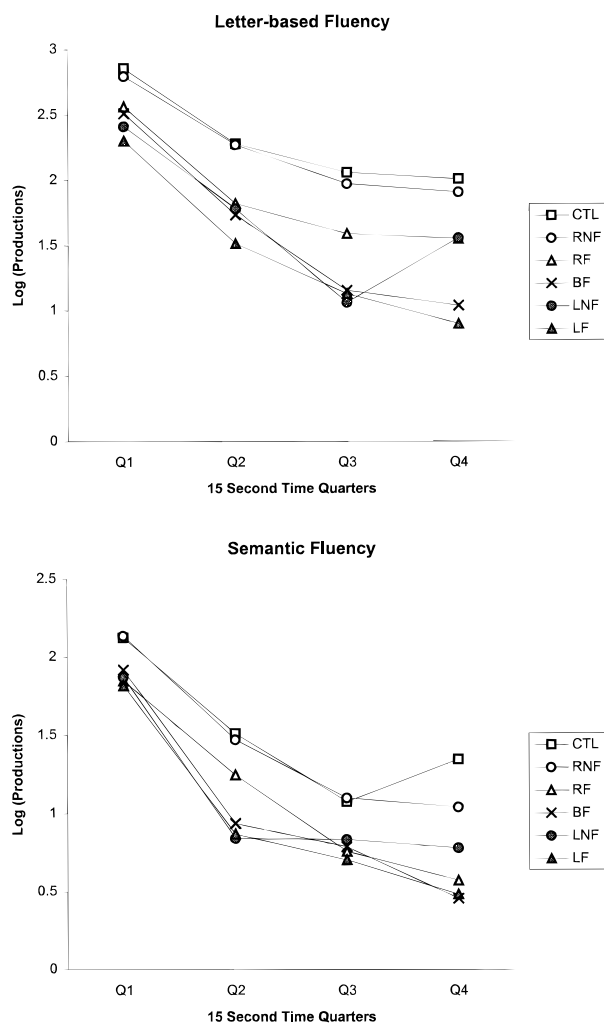 Letter-based Fluency
3
2.5
2
1.5
1
0.5
0
Log (Productions)
Q1 Q2 Q3 Q4
15 Second Time Quarters
CTL
RNF
RF
BF
LNF
LF
Semantic Fluency
2.5
2
1.5
1
0.5
0
Log (Productions)
Q1 Q2 Q3 Q4
15 Second Time Quarters
CTL
RNF
RF
BF
LNF
LF